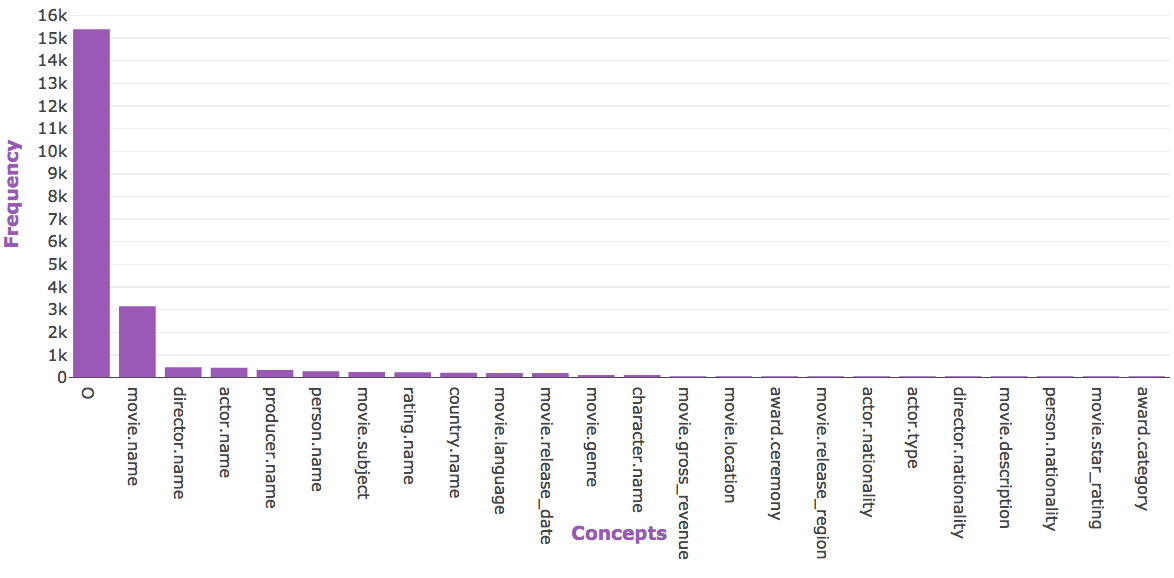 16k
15k
14k
13k
12k
11k
10k
9k
8k
7k
6k
5k
4k
3k
2k
1k
0
Frequency
O
movie.name
director.name
actor.name
producer.name
person.name
movie.subject
rating.name
country.name
movie.language
movie.release_date
movie.genre
character.name
movie.gross_revenue
movie.location
award.ceremony
movie.release_region
actor.nationality
actor.type
director.nationality
movie.description
person.nationality
movie.star_rating
award.category
Concepts